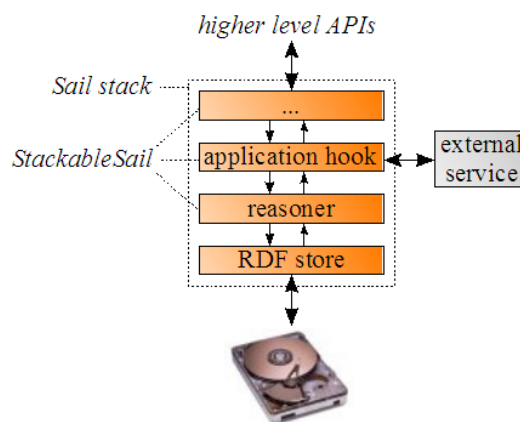 higher level APIs
Sail stack
...
StackableSail
application hook
external
service
reasoner
RDF store